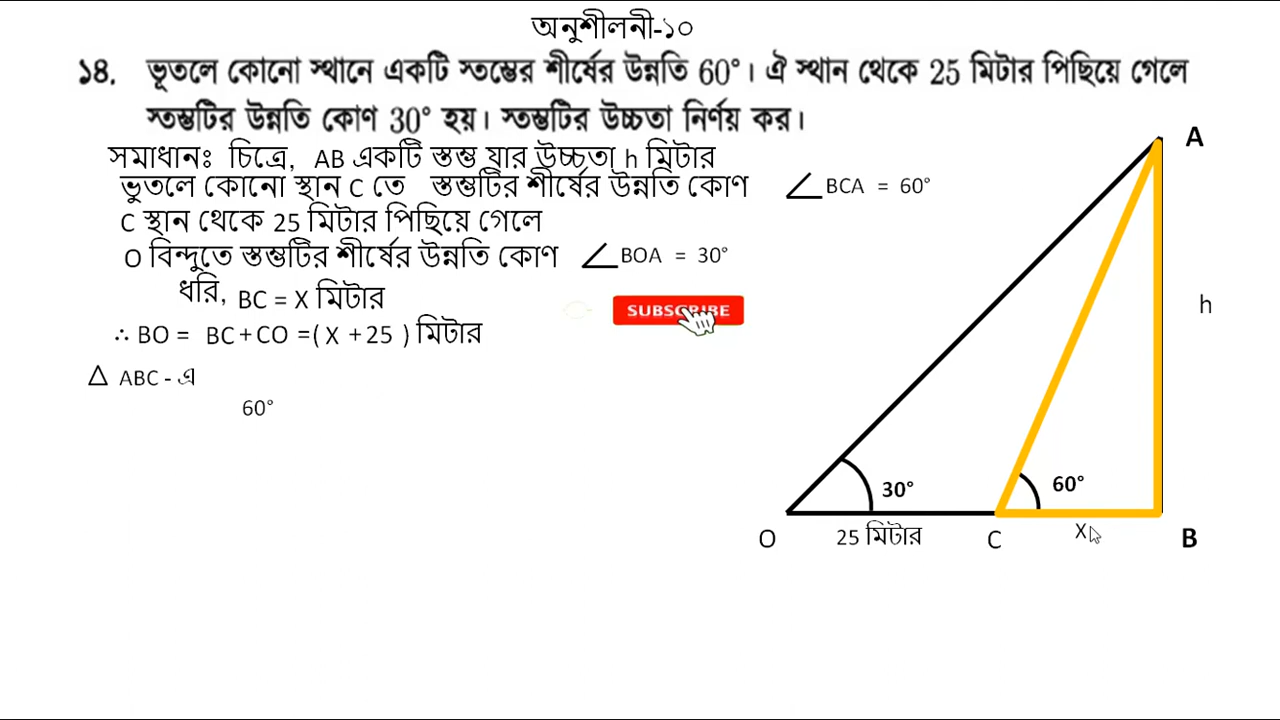 অনুশীলনী-১০
১৪. ভূতলে কোনো স্থানে একটি স্তম্ভের শীর্ষের উন্নতি 60°। ঐ স্থান থেকে 25 মিটার পিছিয়ে গেলে
স্তম্ভটির উন্নতি কোণ 30° হয়। স্তম্ভটির উচ্চতা নির্ণয় কর।
সমাধানঃ চিত্রে, AB একটি স্তম্ভ যার উচ্চতা h মিটার
ভুতলে কোনো স্থান C তে স্তম্ভটির শীর্ষের উন্নতি কোণ ∠BCA = 60°
C স্থান থেকে 25 মিটার পিছিয়ে গেলে
O বিন্দুতে স্তম্ভটির শীর্ষের উন্নতি কোণ ∠BOA = 30°
ধরি, BC = X মিটার
SUBSCRIBE
∴ BO = BC+CO =( X +25 ) মিটার
Δ ABC - এ
60°
A
h
30°
60°
O
25 মিটার
C
X
B